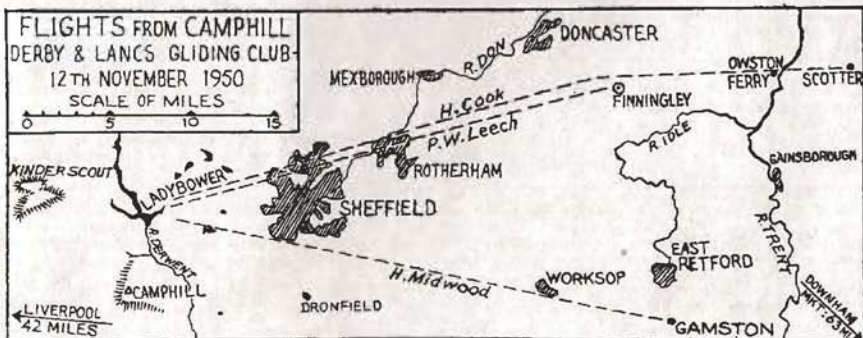 FLIGHTS FROM CAMPHILL
DERBY & LANCS GLIDING CLUB-
12TH NOVEMBER 1950
SCALE OF MILES
0 5 10 15
DONCASTER
R. DON
MEXBOROUGH
OWSTON
FERRY
SCOTTER
H. Cook
FINNINGLEY
P.W. Leech
R. IDLE
KINDER SCOUT
LADYBOWER
ROTHERHAM
GAINSBOROUGH
SHEFFIELD
R. TRENT
R. DERWENT
EAST
RETFORD
H. Midwood
WORKSOP
CAMPHILL
DRONFIELD
LIVERPOOL
42 MILES
GAMSTON
DOWNHAM
MKT: 63 MI